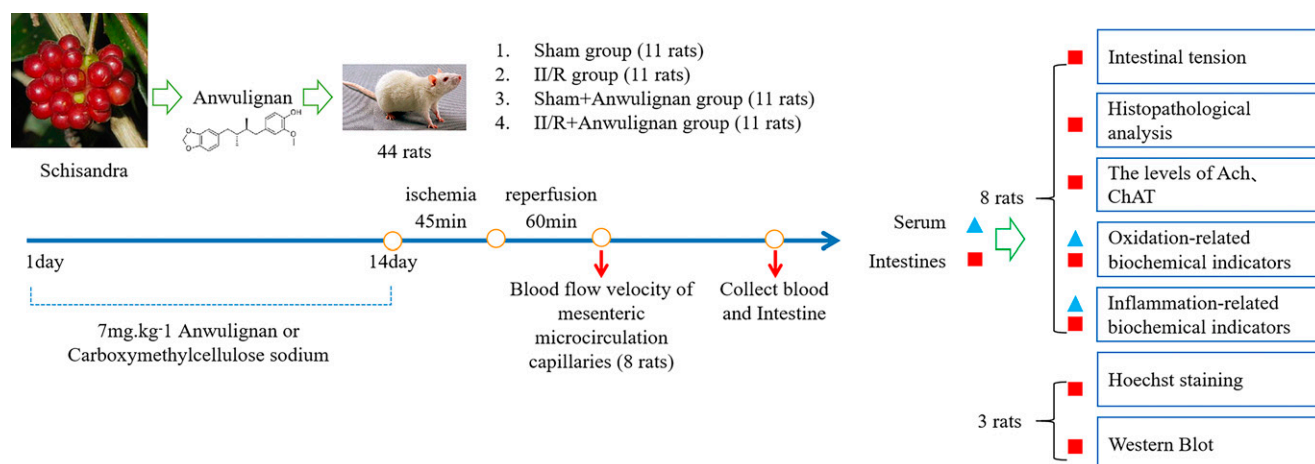 Schisandra
Anwulignan
OH
O
O
O
44 rats
1. Sham group (11 rats)
2. II/R group (11 rats)
3. Sham+Anwulignan group (11 rats)
4. II/R+Anwulignan group (11 rats)
ischemia
45min
reperfusion
60min
1day
14day
7mg.kg-1 Anwulignan or
Carboxymethylcellulose sodium
Blood flow velocity of
mesenteric
microcirculation
capillaries (8 rats)
Collect blood
and Intestine
Serum
Intestines
8 rats
Intestinal tension
Histopathological
analysis
The levels of Ach、
ChAT
Oxidation-related
biochemical indicators
Inflammation-related
biochemical indicators
3 rats
Hoechst staining
Western Blot